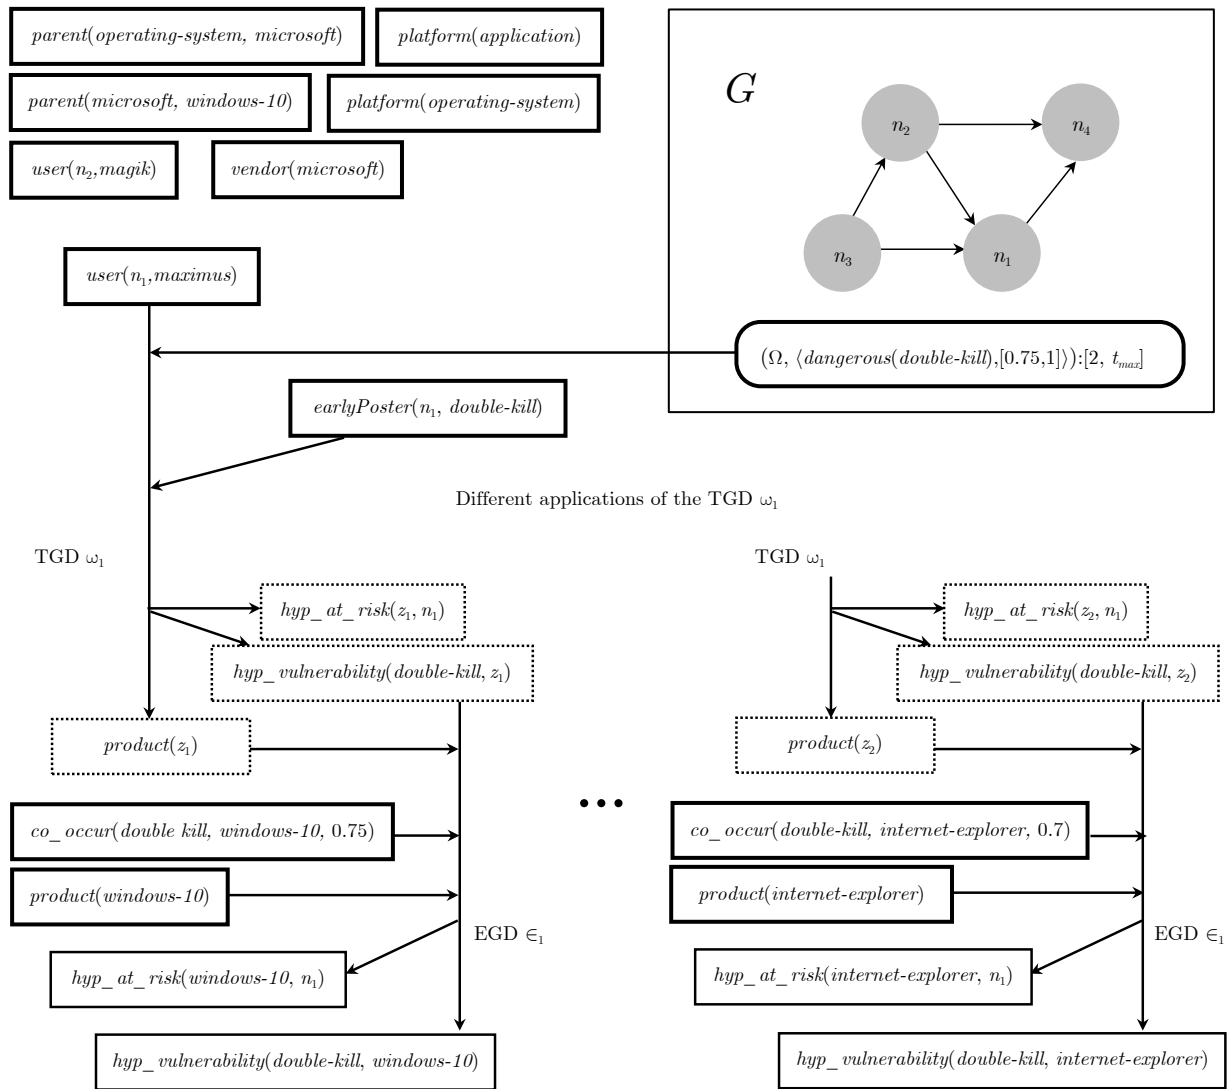 parent(operating-system, microsoft)
platform(application)
parent(microsoft, windows-10)
platform(operating-system)
user(n₂,magik)
vendor(microsoft)
G
n₂
n₄
n₃
n₁
user(n₁,maximus)
(Ω, ⟨dangerous(double-kill),[0.75,1]⟩):[2, tₘₐₓ]
earlyPoster(n₁, double-kill)
Different applications of the TGD ω₁
TGD ω₁
hyp_at_risk(z₁, n₁)
hyp_vulnerability(double-kill, z₁)
product(z₁)
co_occur(double kill, windows-10, 0.75)
product(windows-10)
EGD ∈₁
hyp_at_risk(windows-10, n₁)
hyp_vulnerability(double-kill, windows-10)
•••
TGD ω₁
hyp_at_risk(z₂, n₁)
hyp_vulnerability(double-kill, z₂)
product(z₂)
co_occur(double-kill, internet-explorer, 0.7)
product(internet-explorer)
EGD ∈₁
hyp_at_risk(internet-explorer, n₁)
hyp_vulnerability(double-kill, internet-explorer)